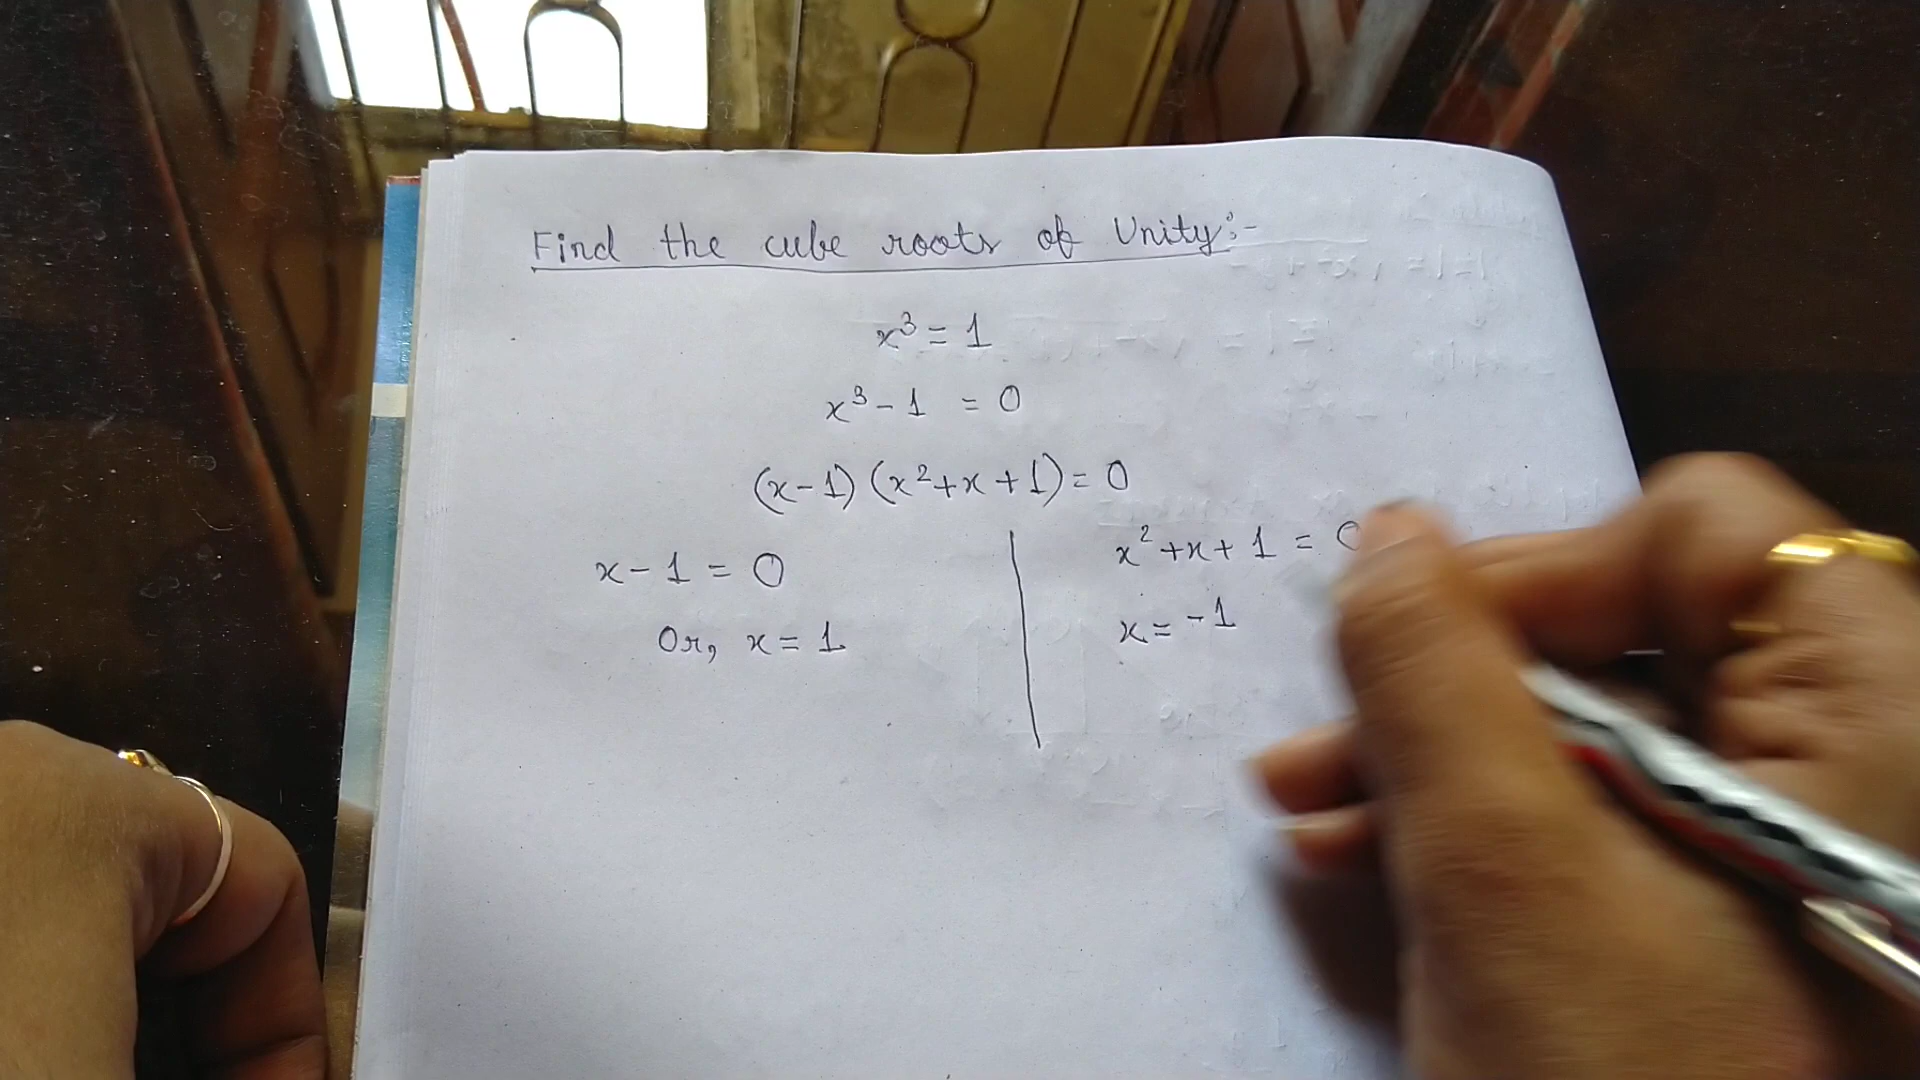 Find the cube roots of Unity:-
x³ = 1
x³ - 1 = 0
(x - 1) (x² + x + 1) = 0
x - 1 = 0
Or, x = 1
x² + x + 1 = 0
x = -1